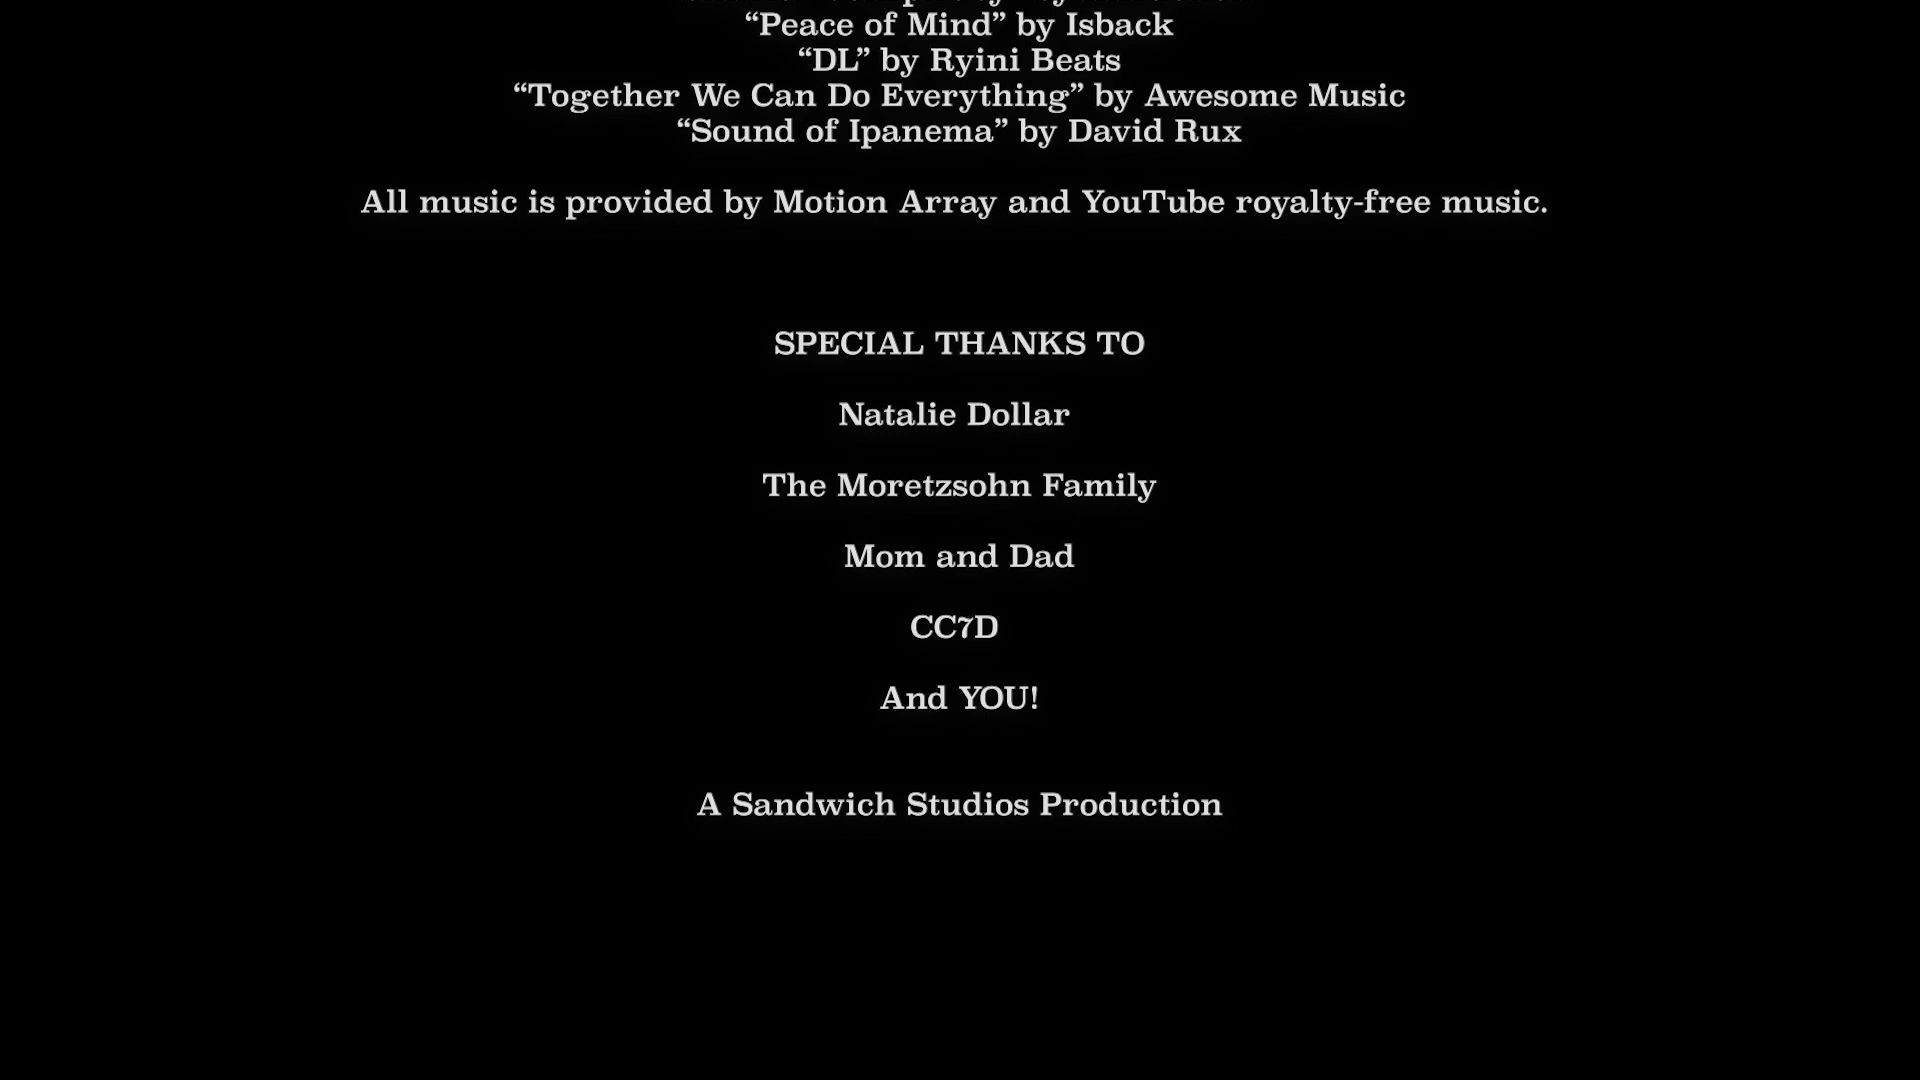 “Peace of Mind” by Isback
“DL” by Ryini Beats
“Together We Can Do Everything” by Awesome Music
“Sound of Ipanema” by David Rux
All music is provided by Motion Array and YouTube royalty-free music.
SPECIAL THANKS TO
Natalie Dollar
The Moretzsohn Family
Mom and Dad
CC7D
And YOU!
A Sandwich Studios Production